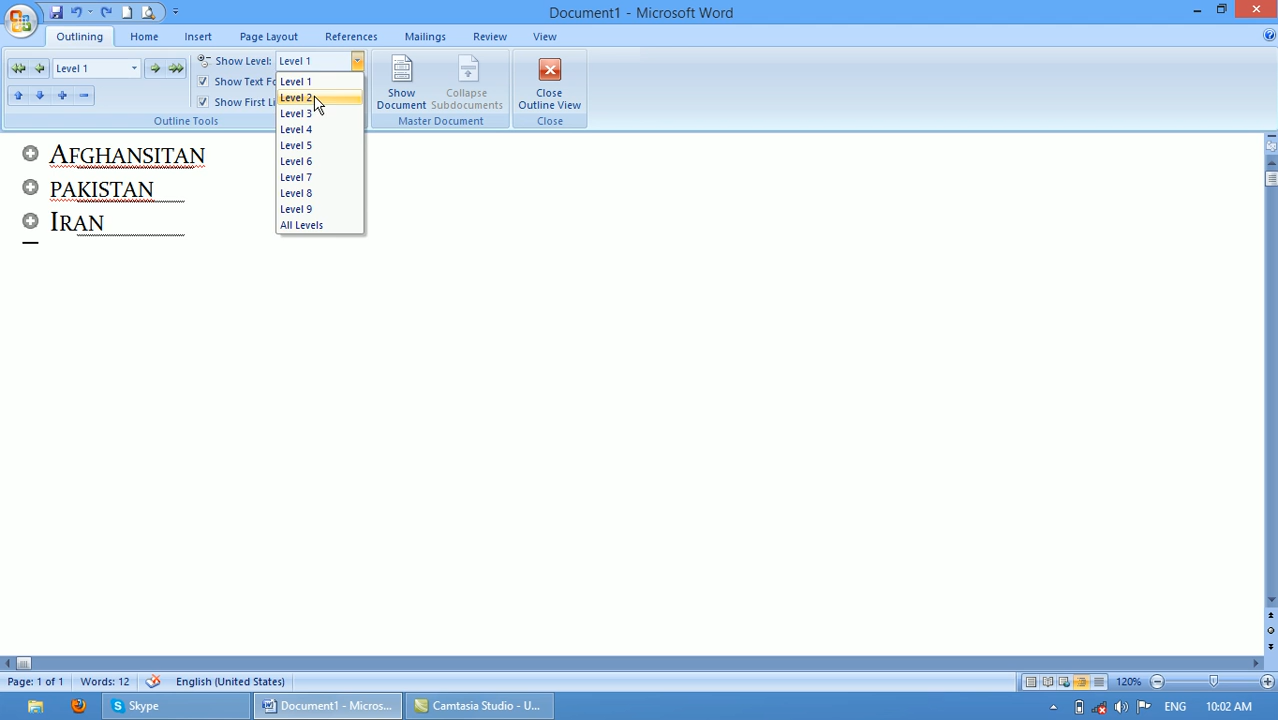 Document1 - Microsoft Word
Outlining Home Insert Page Layout References Mailings Review View
Level 1
Show Level: Level 1
Show Text Fo
Show First Li
Outline Tools
Level 1
Level 2
Level 3
Level 4
Level 5
Level 6
Level 7
Level 8
Level 9
All Levels
Show Document
Collapse Subdocuments
Master Document
Close Outline View
Close
AFGHANSITAN
PAKISTAN
IRAN
Page: 1 of 1 Words: 12 English (United States) 120%
Skype Document1 - Micros... Camtasia Studio - U... ENG 10:02 AM